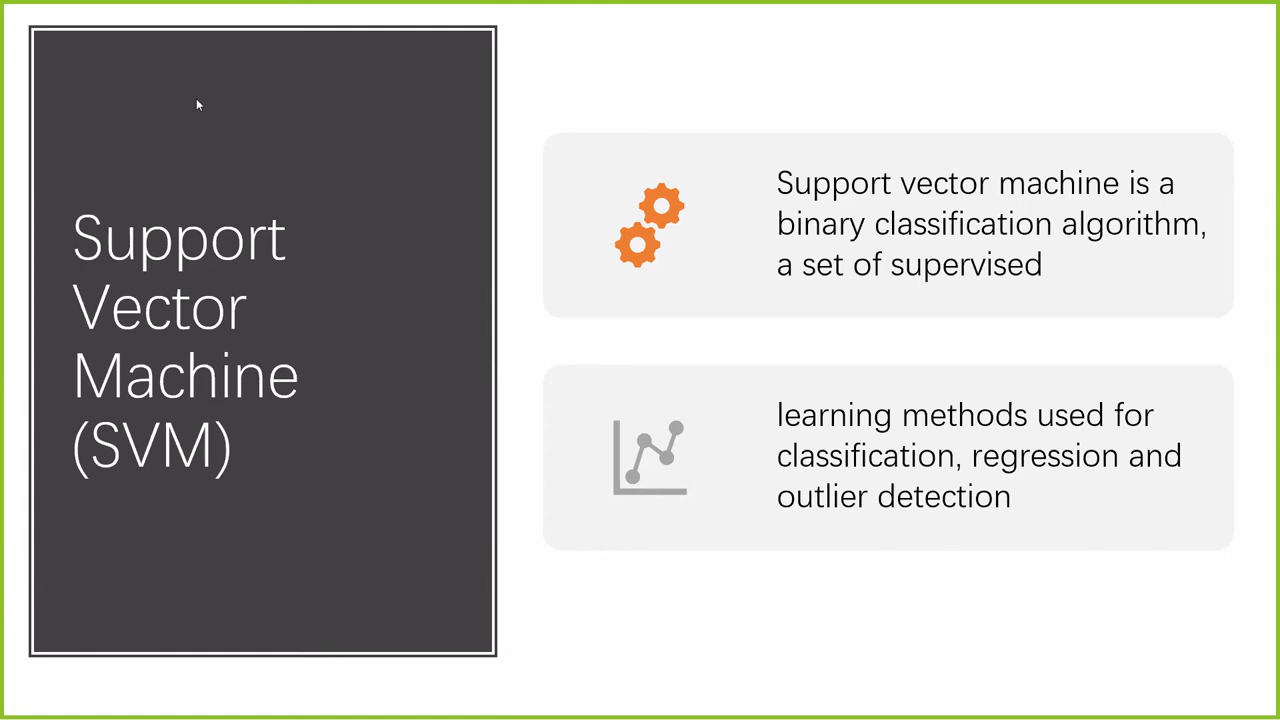 Support
Vector
Machine
(SVM)
Support vector machine is a
binary classification algorithm,
a set of supervised
learning methods used for
classification, regression and
outlier detection